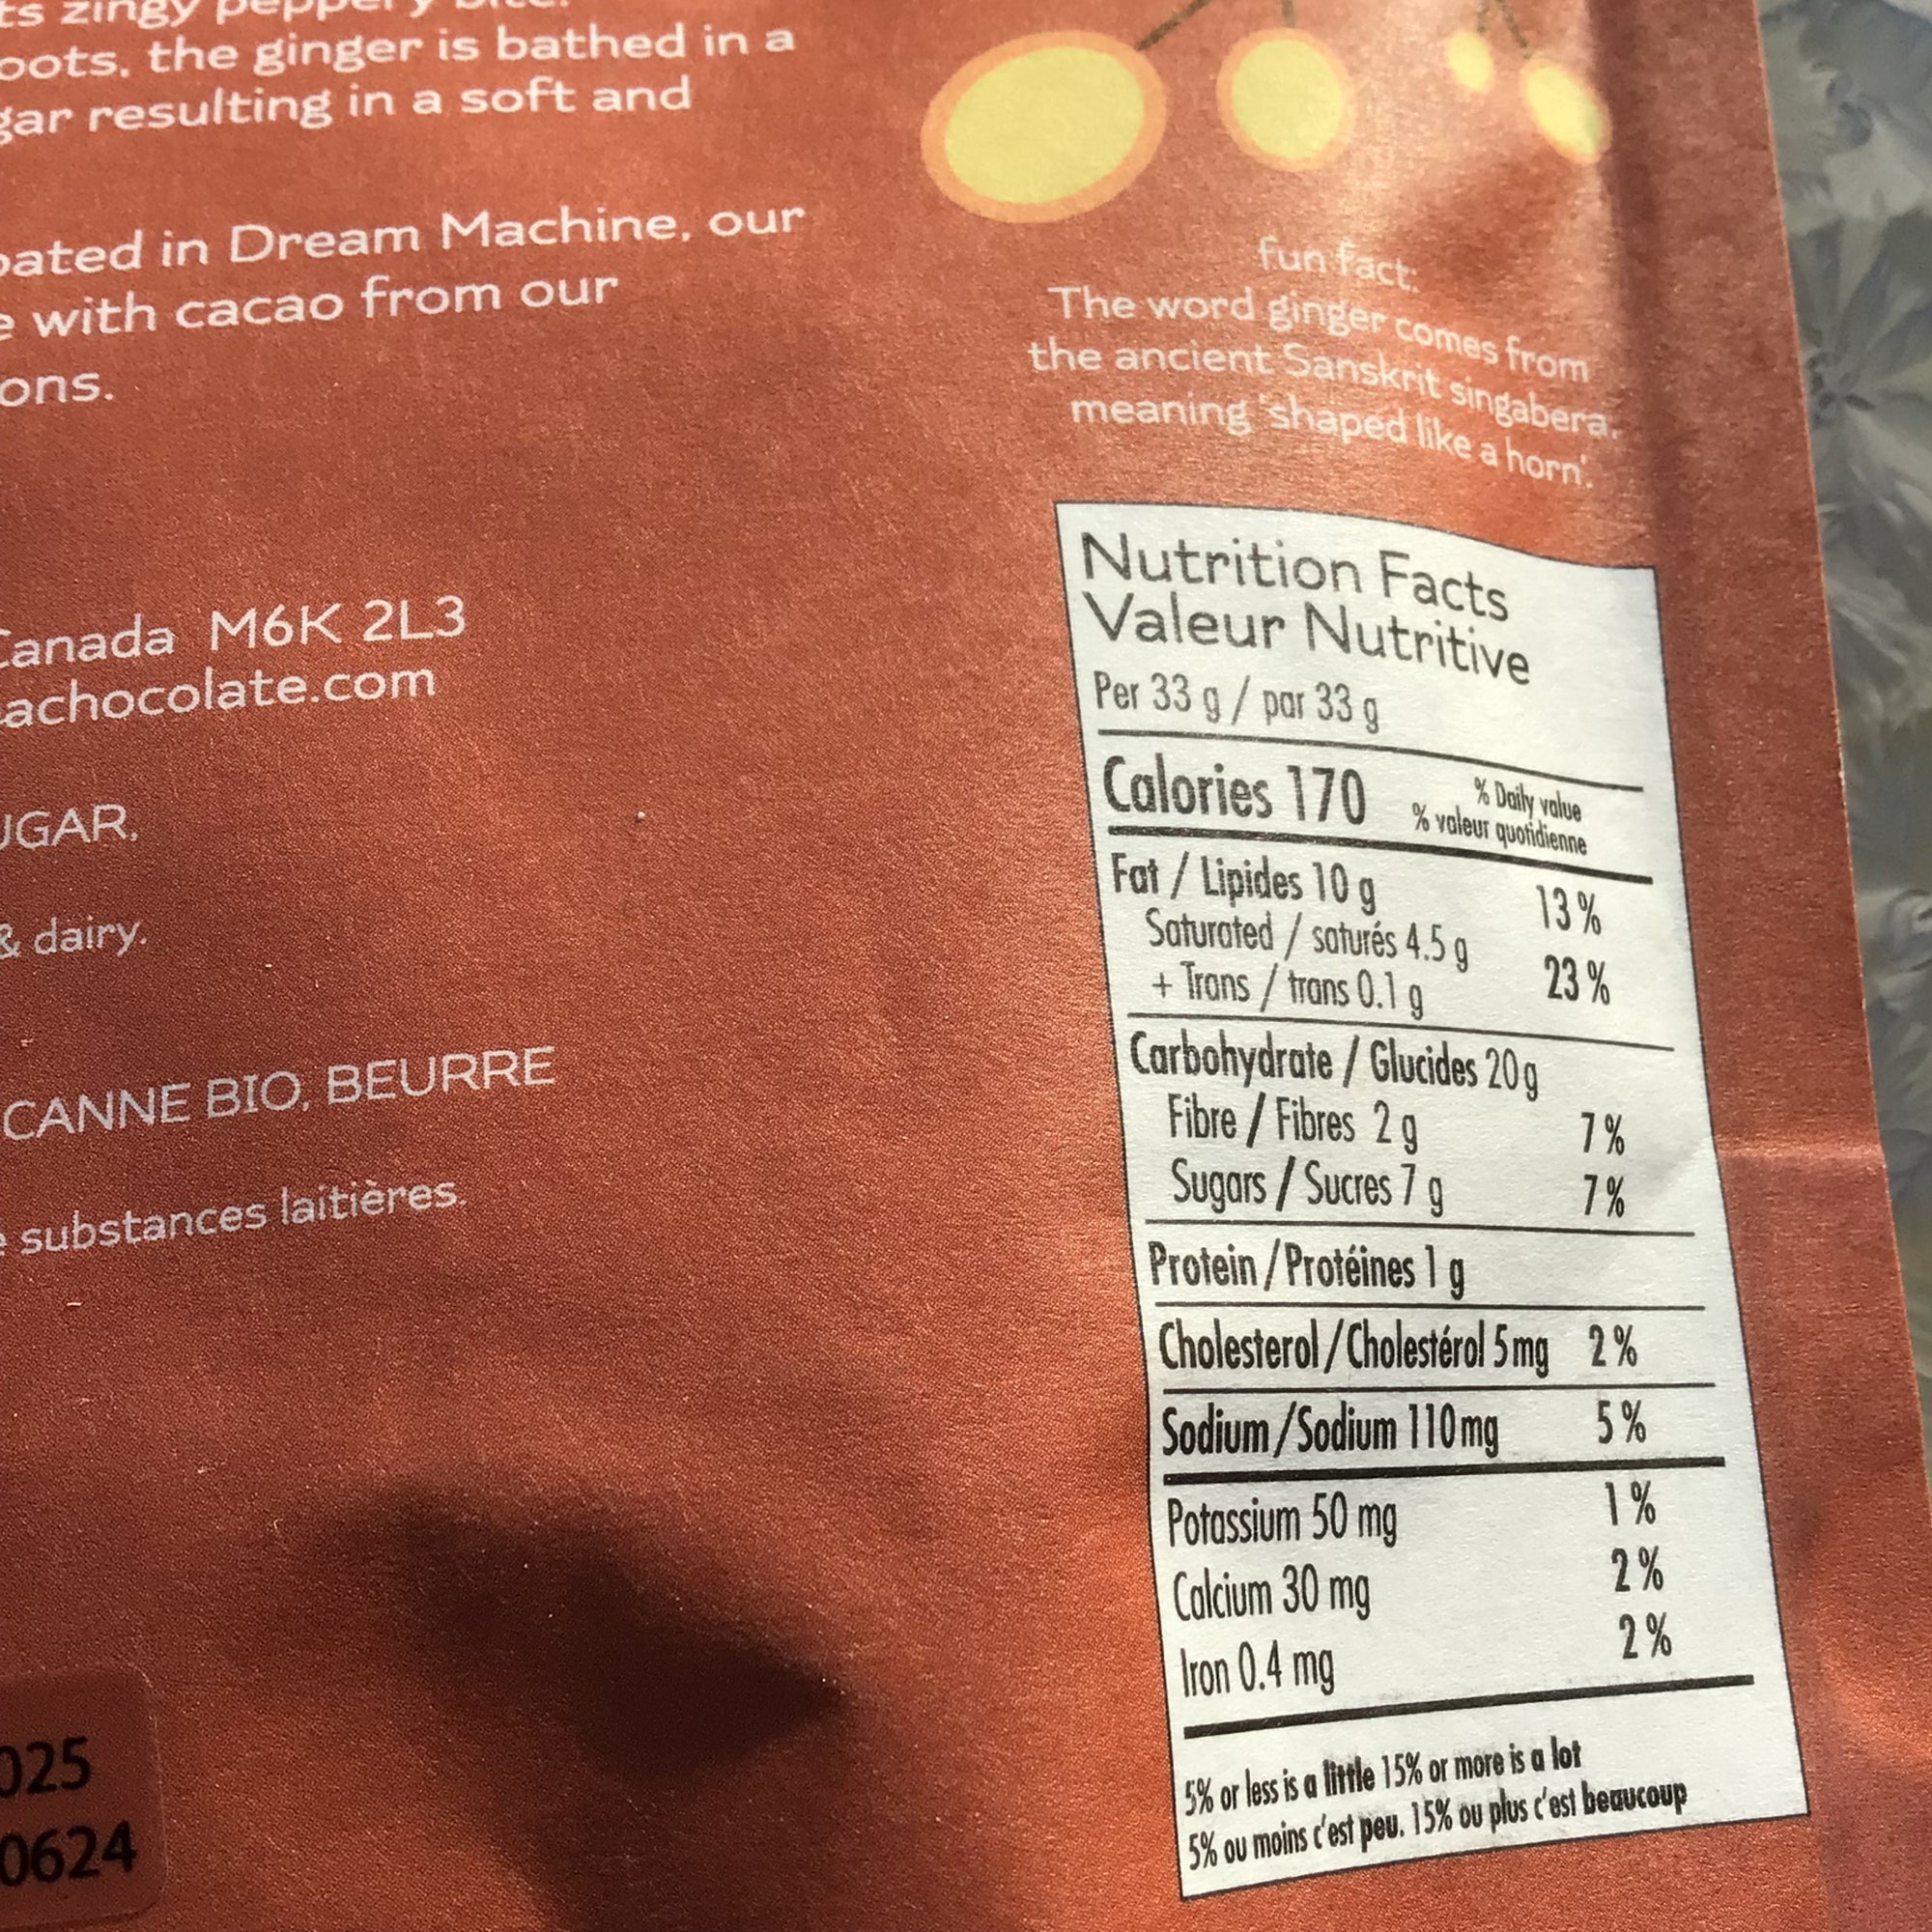 zingy
the ginger is bathed in a
resulting in a soft and
in Dream Machine, our
with cacao from our
ons.
Canada M6K 2L3
achocolate.com
UGAR,
& dairy.
CANNE BIO, BEURRE
substances laitières.
025
0624
fun fact:
The word ginger comes from
the ancient Sanskrit singabera,
meaning 'shaped like a horn'.
Nutrition Facts
Valeur Nutritive
Per 33 g / par 33 g
Calories 170
% Daily value
% valeur quotidienne
Fat / Lipides 10 g 13 %
Saturated / saturés 4.5 g
+ Trans / trans 0.1 g 23 %
Carbohydrate / Glucides 20 g
Fibre / Fibres 2 g 7 %
Sugars / Sucres 7 g 7 %
Protein / Protéines 1 g
Cholesterol / Cholestérol 5 mg 2 %
Sodium / Sodium 110 mg 5 %
Potassium 50 mg 1 %
Calcium 30 mg 2 %
Iron 0.4 mg 2 %
5% or less is a little 15% or more is a lot
5% ou moins c'est peu. 15% ou plus c'est beaucoup